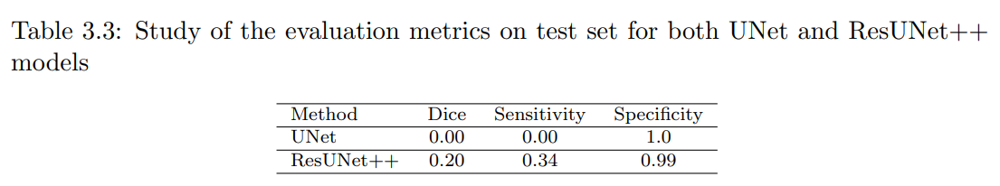 Table 3.3: Study of the evaluation metrics on test set for both UNet and ResUNet++
models
Method Dice Sensitivity Specificity
UNet 0.00 0.00 1.0
ResUNet++ 0.20 0.34 0.99